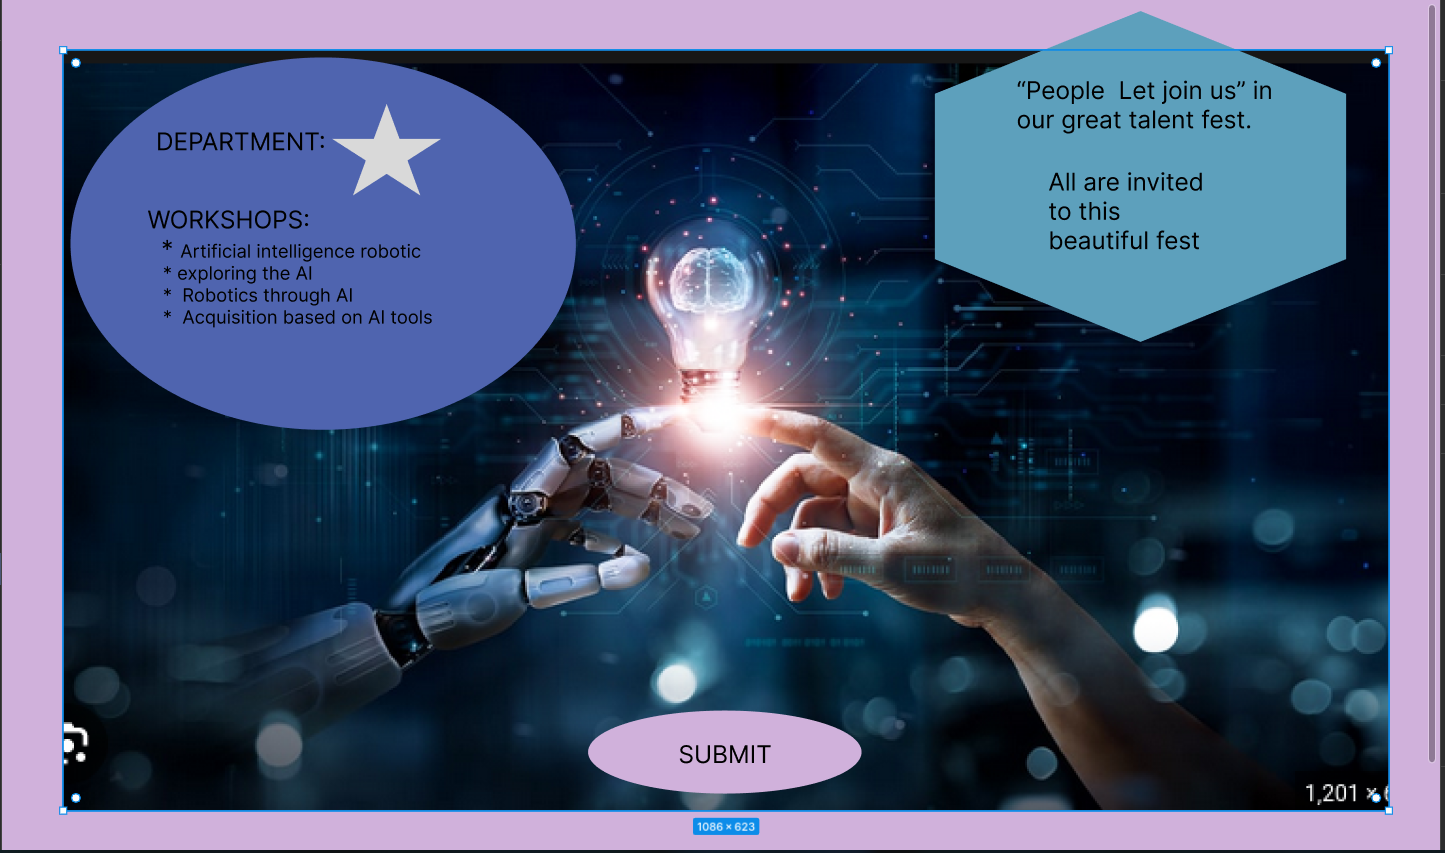 DEPARTMENT:
WORKSHOPS:
* Artificial intelligence robotic
* exploring the AI
* Robotics through AI
* Acquisition based on AI tools
“People Let join us” in
our great talent fest.
All are invited
to this
beautiful fest
SUBMIT
1,201 ×
1086 × 623